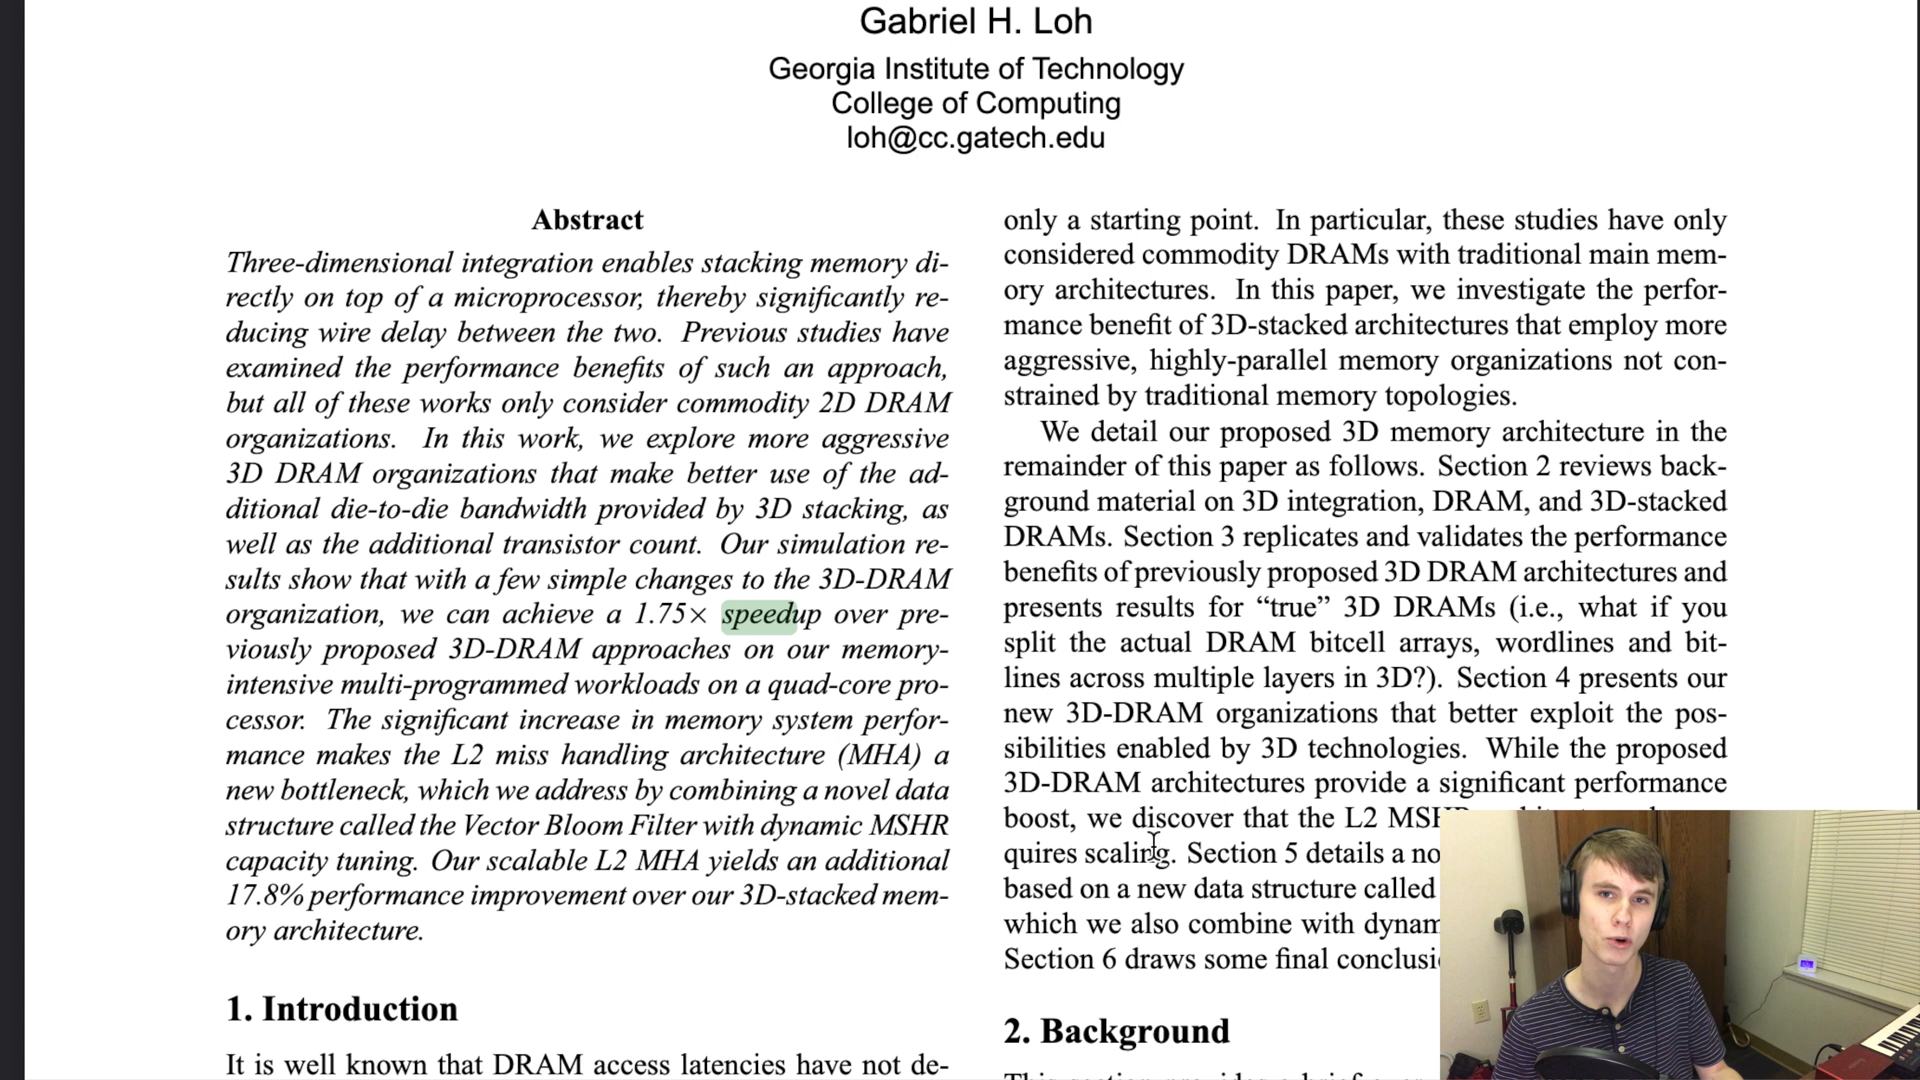 Gabriel H. Loh
Georgia Institute of Technology
College of Computing
loh@cc.gatech.edu
Abstract
Three-dimensional integration enables stacking memory di-
rectly on top of a microprocessor, thereby significantly re-
ducing wire delay between the two. Previous studies have
examined the performance benefits of such an approach,
but all of these works only consider commodity 2D DRAM
organizations. In this work, we explore more aggressive
3D DRAM organizations that make better use of the ad-
ditional die-to-die bandwidth provided by 3D stacking, as
well as the additional transistor count. Our simulation re-
sults show that with a few simple changes to the 3D-DRAM
organization, we can achieve a 1.75× speedup over pre-
viously proposed 3D-DRAM approaches on our memory-
intensive multi-programmed workloads on a quad-core pro-
cessor. The significant increase in memory system perfor-
mance makes the L2 miss handling architecture (MHA) a
new bottleneck, which we address by combining a novel data
structure called the Vector Bloom Filter with dynamic MSHR
capacity tuning. Our scalable L2 MHA yields an additional
17.8% performance improvement over our 3D-stacked mem-
ory architecture.
1. Introduction
It is well known that DRAM access latencies have not de-
only a starting point. In particular, these studies have only
considered commodity DRAMs with traditional main mem-
ory architectures. In this paper, we investigate the perfor-
mance benefit of 3D-stacked architectures that employ more
aggressive, highly-parallel memory organizations not con-
strained by traditional memory topologies.
We detail our proposed 3D memory architecture in the
remainder of this paper as follows. Section 2 reviews back-
ground material on 3D integration, DRAM, and 3D-stacked
DRAMs. Section 3 replicates and validates the performance
benefits of previously proposed 3D DRAM architectures and
presents results for “true” 3D DRAMs (i.e., what if you
split the actual DRAM bitcell arrays, wordlines and bit-
lines across multiple layers in 3D?). Section 4 presents our
new 3D-DRAM organizations that better exploit the pos-
sibilities enabled by 3D technologies. While the proposed
3D-DRAM architectures provide a significant performance
boost, we discover that the L2
quires scaling. Section 5 details a
based on a new data structure called
which we also combine with
Section 6 draws some final
2. Background